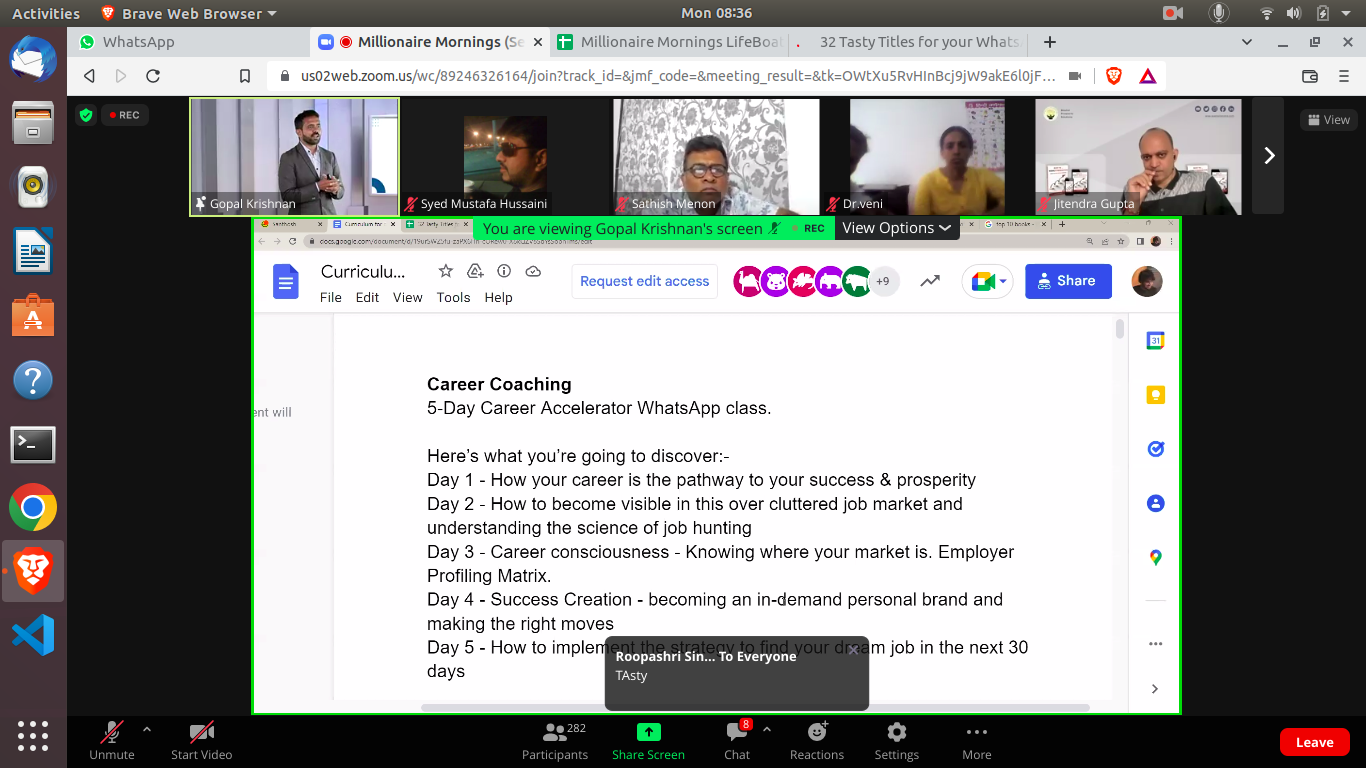 Activities
Brave Web Browser
Mon 08:36
WhatsApp
Millionaire Mornings (Se
Millionaire Mornings LifeBoa
32 Tasty Titles for your Whats
us02web.zoom.us/wc/89246326164/join?track_id=&jmf_code=&meeting_result=&tk=OWtXu5RvHInBcj9jW9akE6l0jF...
REC
View
Gopal Krishnan
Syed Mustafa Hussaini
Sathish Menon
Dr.veni
Jitendra Gupta
You are viewing Gopal Krishnan's screen
REC
View Options
Curriculu...
File Edit View Tools Help
Request edit access
+9
Share
31
ent will
Career Coaching
5-Day Career Accelerator WhatsApp class.
Here's what you're going to discover:-
Day 1 - How your career is the pathway to your success & prosperity
Day 2 - How to become visible in this over cluttered job market and
understanding the science of job hunting
Day 3 - Career consciousness - Knowing where your market is. Employer
Profiling Matrix.
Day 4 - Success Creation - becoming an in-demand personal brand and
making the right moves
Day 5 - How to implement the strategy to find your dream job in the next 30
days
Roopashri Sin... To Everyone
TAsty
Unmute
Start Video
Participants
282
Share Screen
Chat
8
Reactions
Settings
More
Leave